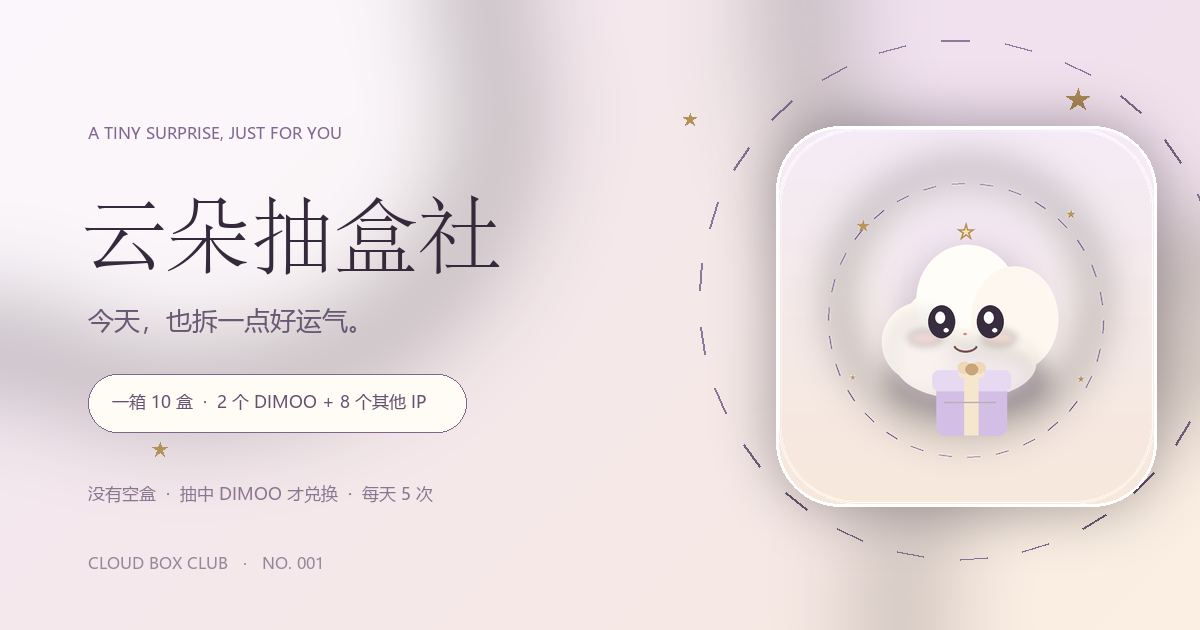 A TINY SURPRISE, JUST FOR YOU
云朵抽盒社
今天，也拆一点好运气。
一箱 10 盒 · 2 个 DIMOO + 8 个其他 IP
没有空盒 · 抽中 DIMOO 才兑换 · 每天 5 次
CLOUD BOX CLUB · NO. 001